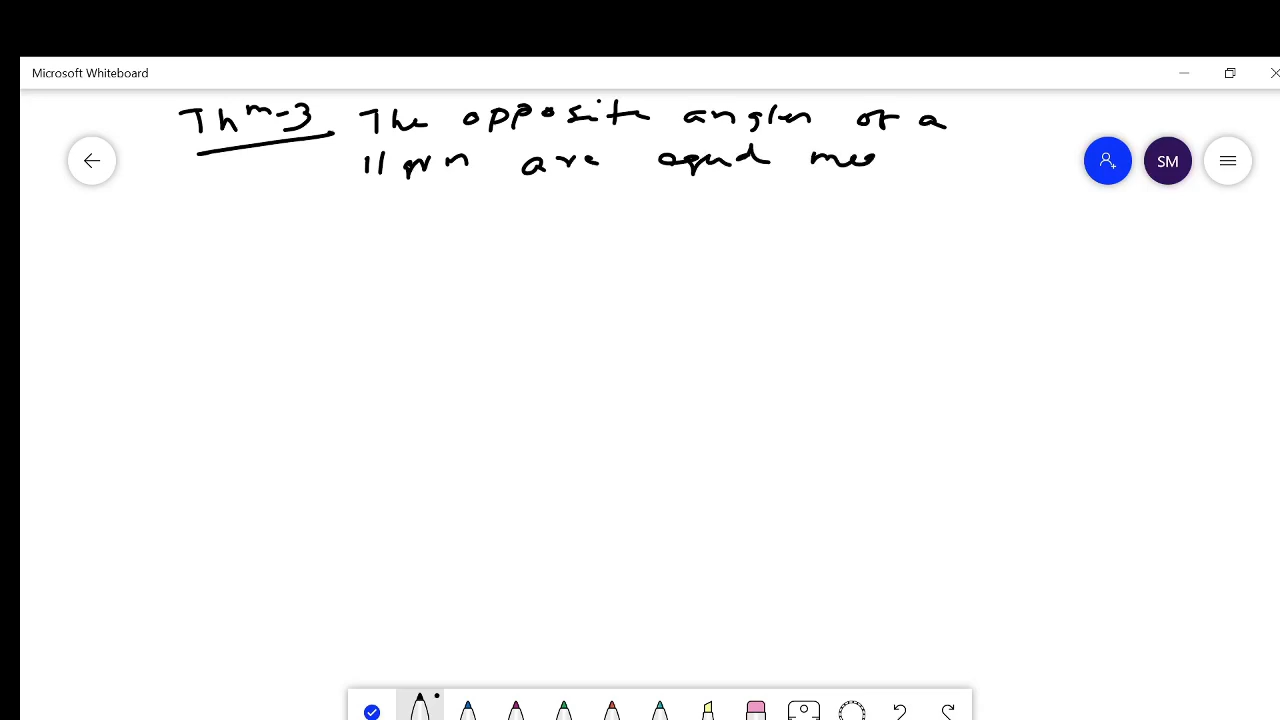 Microsoft Whiteboard
Thm-3 The opposite angles of a
||gm are equal mea
SM